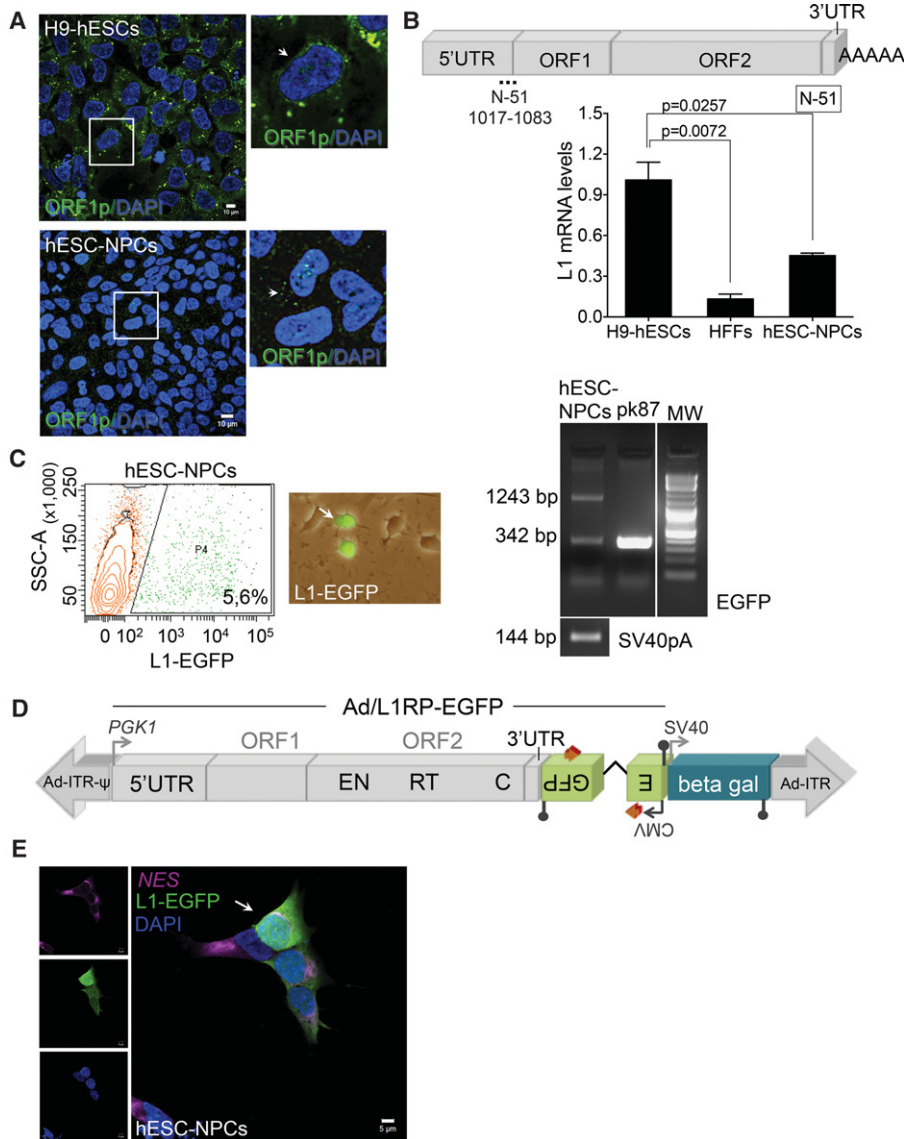 A
H9-hESCs
ORF1p/DAPI
10 µm
ORF1p/DAPI
hESC-NPCs
ORF1p/DAPI
10 µm
ORF1p/DAPI
B
3'UTR
5'UTR
ORF1
ORF2
AAAAA
N-51
1017-1083
N-51
p=0.0257
p=0.0072
L1 mRNA levels
1.5
1.2
0.9
0.6
0.3
0.0
H9-hESCs
HFFs
hESC-NPCs
C
hESC-NPCs
SSC-A
(x1,000)
250
150
100
50
P4
5,6%
0 10² 10³ 10⁴ 10⁵
L1-EGFP
L1-EGFP
hESC-
NPCs pk87 MW
1243 bp
342 bp
EGFP
144 bp
SV40pA
D
Ad/L1RP-EGFP
PGK1
ORF1
ORF2
3'UTR
SV40
Ad-ITR-ψ
5'UTR
EN
RT
C
GFP
E
beta gal
Ad-ITR
CMV
E
NES
L1-EGFP
DAPI
hESC-NPCs
5 µm